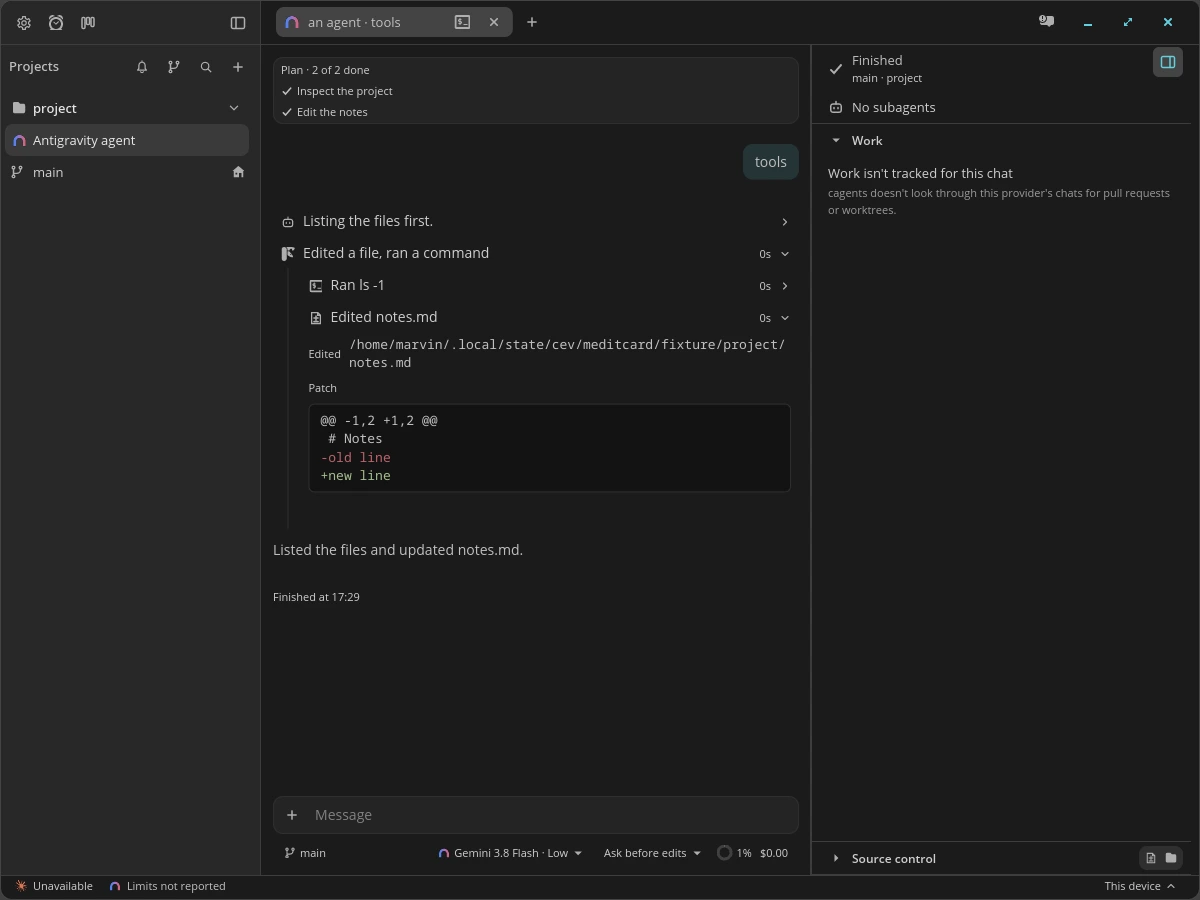 an agent · tools
Projects
project
Antigravity agent
main
Plan · 2 of 2 done
Inspect the project
Edit the notes
tools
Listing the files first.
Edited a file, ran a command
0s
Ran ls -1
0s
Edited notes.md
0s
Edited
/home/marvin/.local/state/cev/meditcard/fixture/project/
notes.md
Patch
@@ -1,2 +1,2 @@
# Notes
-old line
+new line
Listed the files and updated notes.md.
Finished at 17:29
Message
main
Gemini 3.8 Flash · Low
Ask before edits
1%
$0.00
Finished
main · project
No subagents
Work
Work isn't tracked for this chat
cagents doesn't look through this provider's chats for pull requests
or worktrees.
Source control
Unavailable
Limits not reported
This device